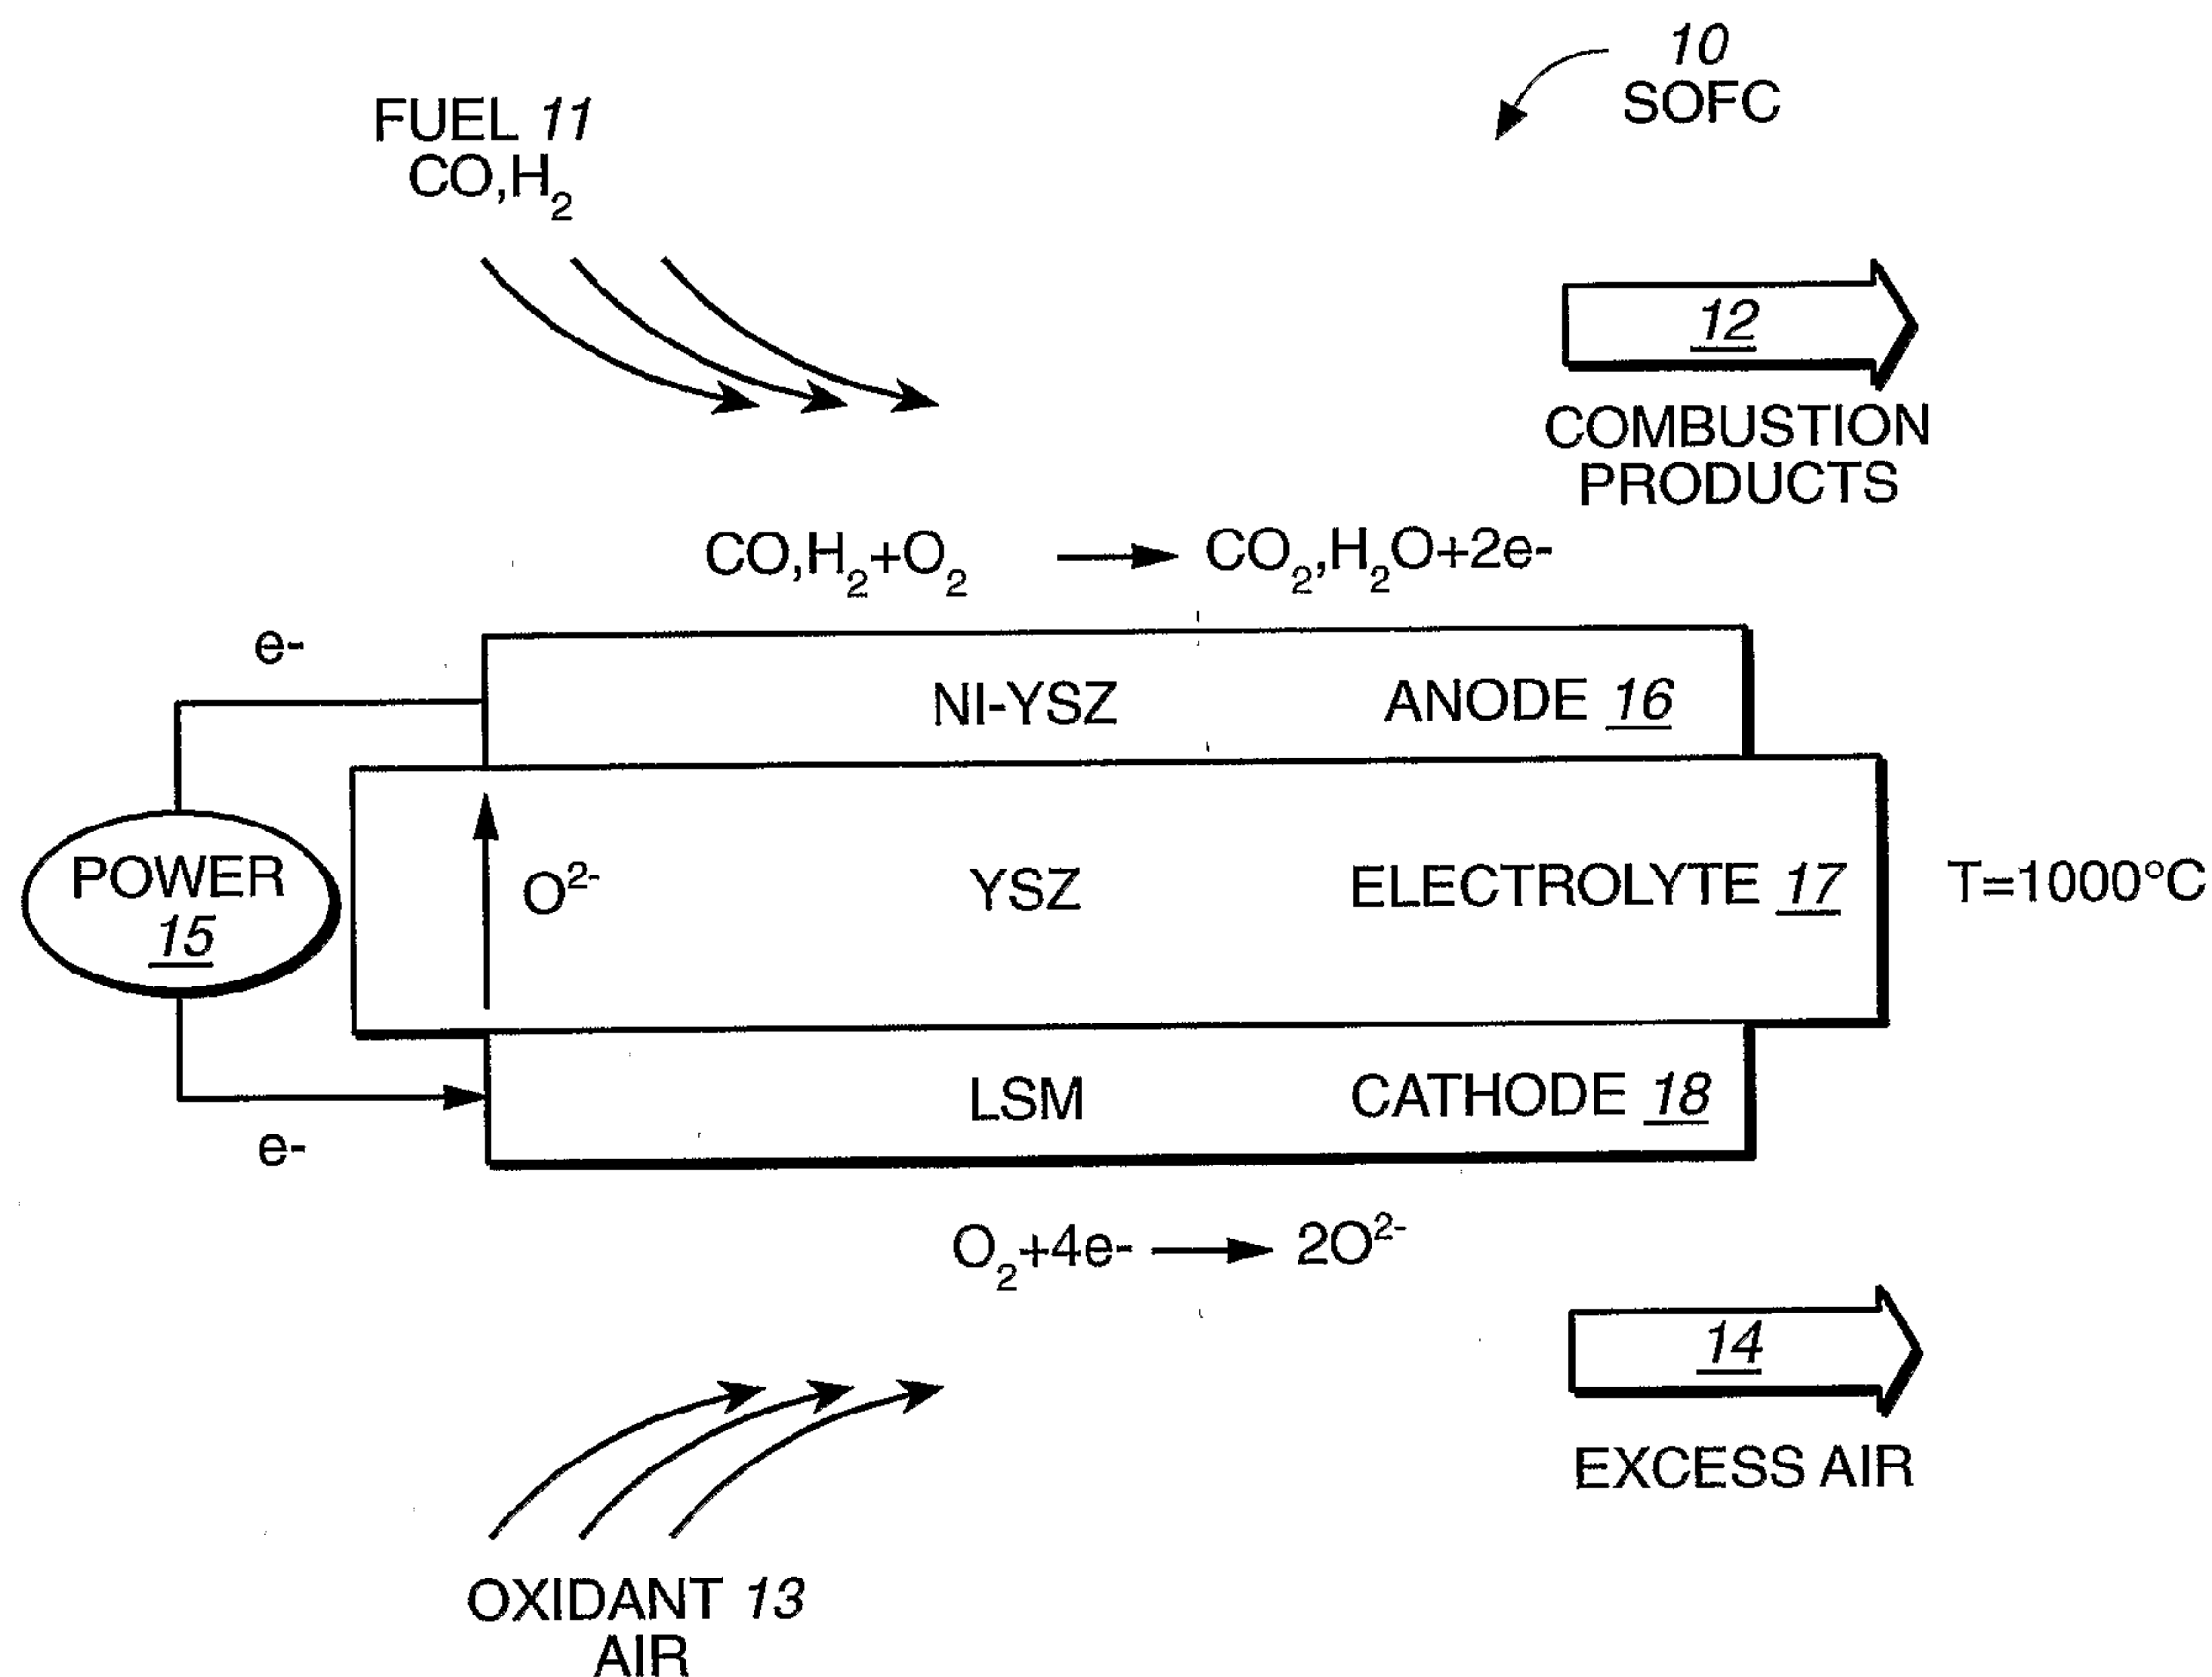 10
SOFC
FUEL 11
CO,H₂
12
COMBUSTION
PRODUCTS
CO,H₂+O₂ → CO₂,H₂O+2e-
e-
NI-YSZ ANODE 16
POWER
15
O²⁻
YSZ ELECTROLYTE 17
T=1000°C
LSM CATHODE 18
e-
O₂+4e- → 2O²⁻
14
EXCESS AIR
OXIDANT 13
AIR